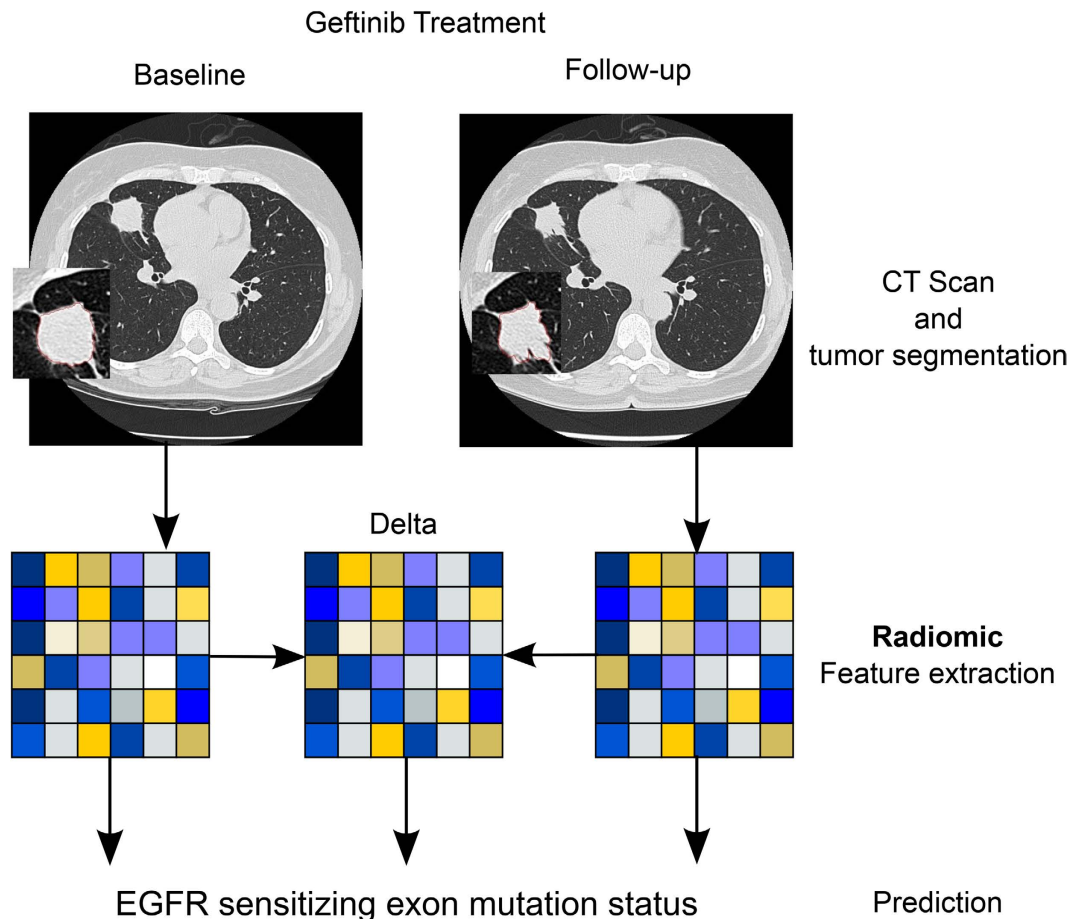 Geftinib Treatment
Baseline
Follow-up
CT Scan
and
tumor segmentation
Delta
Radiomic
Feature extraction
EGFR sensitizing exon mutation status
Prediction